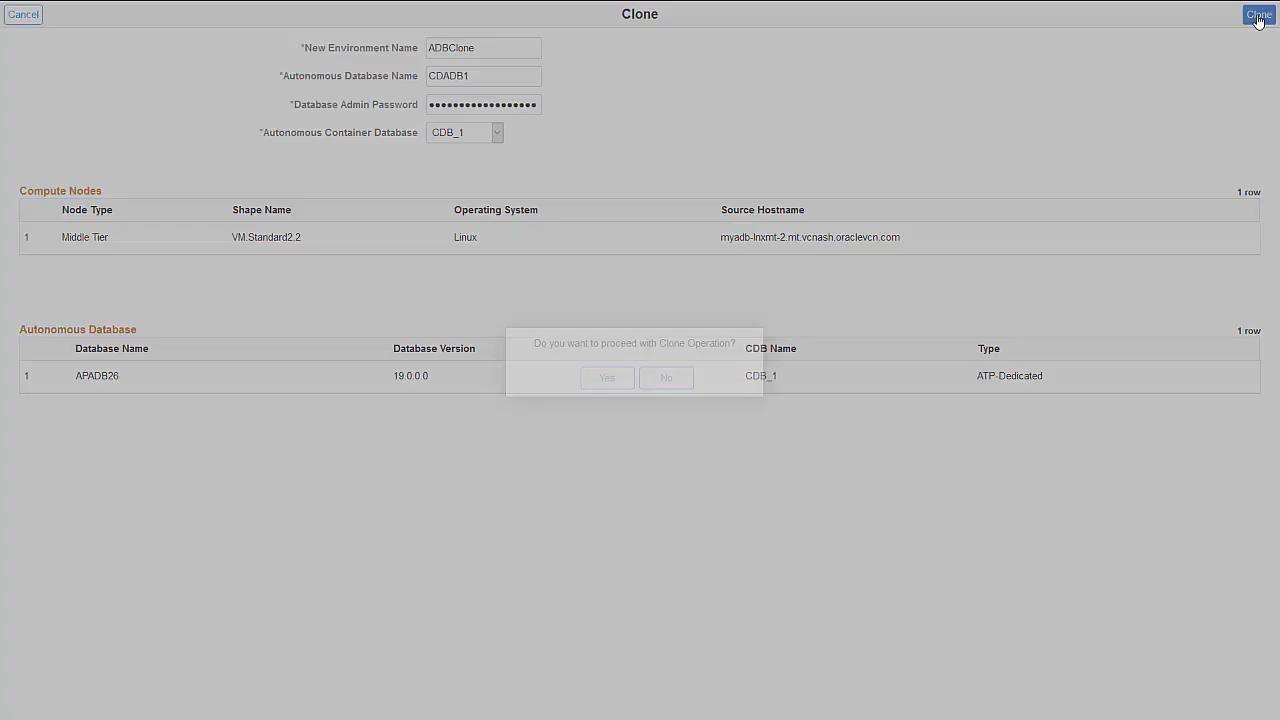 Cancel
Clone
Clone
*New Environment Name ADBClone
*Autonomous Database Name CDADB1
*Database Admin Password ••••••••••••••••••
*Autonomous Container Database CDB_1
Compute Nodes 1 row
Node Type Shape Name Operating System Source Hostname
1 Middle Tier VM.Standard2.2 Linux myadb-lnxmt-2.mt.vcnash.oraclevcn.com
Autonomous Database 1 row
Database Name Database Version CDB Name Type
1 APADB26 19.0.0.0 CDB_1 ATP-Dedicated
Do you want to proceed with Clone Operation?
Yes No